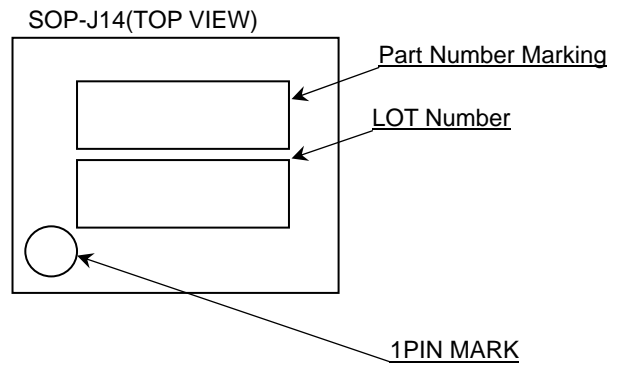 SOP-J14(TOP VIEW)
Part Number Marking
LOT Number
1PIN MARK